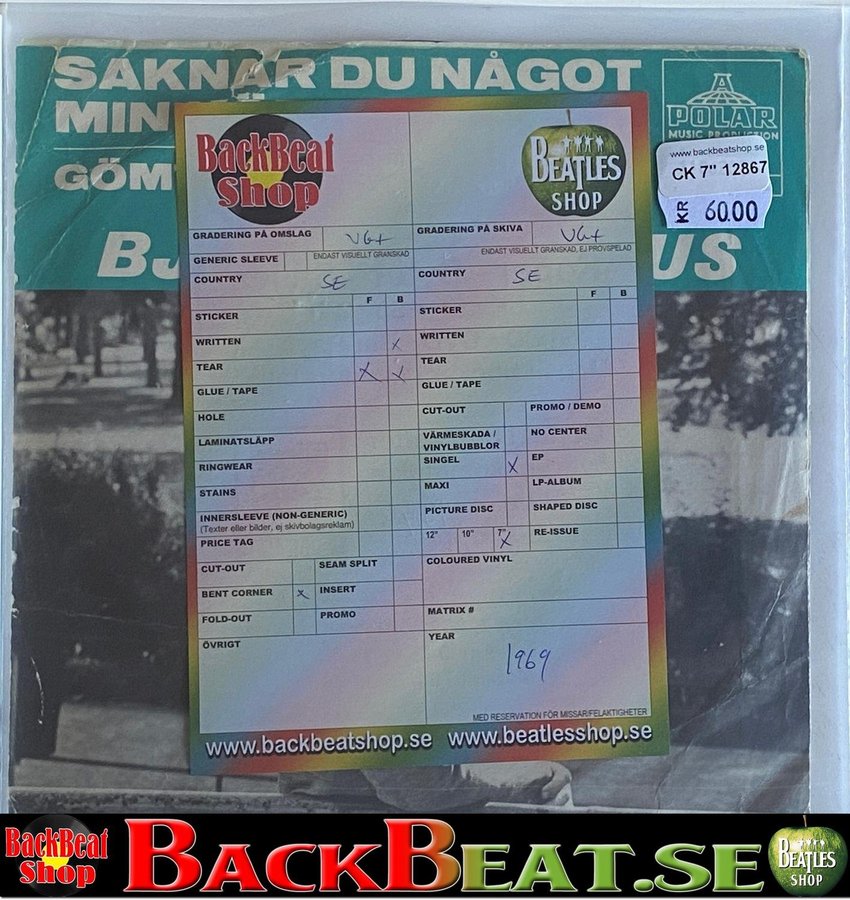 SAKNAR DU NÅGOT
MIN
GÖM
BJ
US
POLAR
MUSIC PRODUCTION
www.backbeatshop.se
CK 7" 12867
KR 60.00
BackBeat
Shop
BEATLES
SHOP
GRADERING PÅ OMSLAG VG+
ENDAST VISUELLT GRANSKAD
GENERIC SLEEVE
COUNTRY SE
F B
STICKER
WRITTEN X
TEAR X X
GLUE / TAPE
HOLE
LAMINATSLÄPP
RINGWEAR
STAINS
INNERSLEEVE (NON-GENERIC)
(Texter eller bilder, ej skivbolagsreklam)
PRICE TAG
CUT-OUT SEAM SPLIT
BENT CORNER X INSERT
FOLD-OUT PROMO
ÖVRIGT
GRADERING PÅ SKIVA VG+
ENDAST VISUELLT GRANSKAD, EJ PROVSPELAD
COUNTRY SE
F B
STICKER
WRITTEN
TEAR
GLUE / TAPE
CUT-OUT PROMO / DEMO
VÄRMESKADA / NO CENTER
VINYLBUBBLOR
SINGEL X EP
MAXI LP-ALBUM
PICTURE DISC SHAPED DISC
12" 10" 7" X RE-ISSUE
COLOURED VINYL
MATRIX #
YEAR
1969
MED RESERVATION FÖR MISSAR/FELAKTIGHETER
www.backbeatshop.se www.beatlesshop.se
BackBeat
Shop
BACKBEAT.SE
BEATLES
SHOP